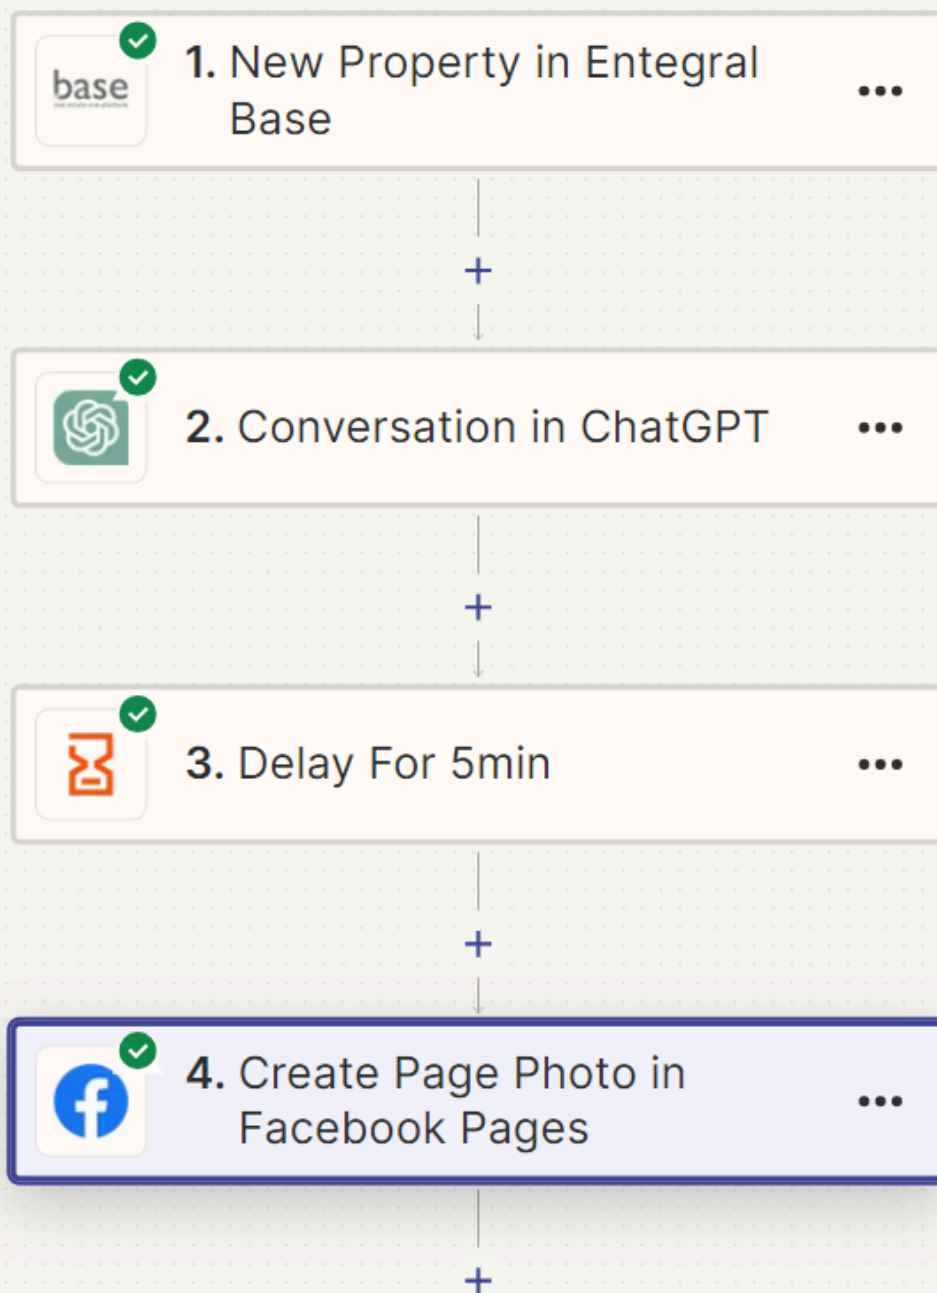 base
1. New Property in Entegral
Base
2. Conversation in ChatGPT
3. Delay For 5min
4. Create Page Photo in
Facebook Pages